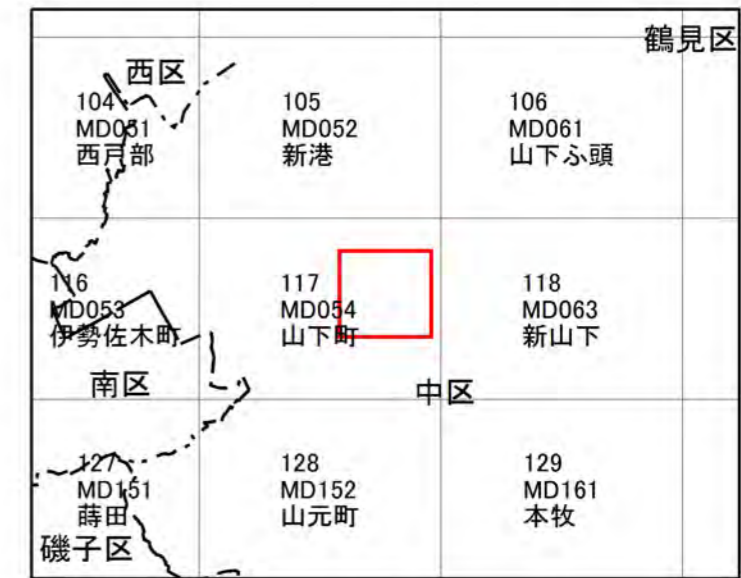 鶴見区
西区
104
MD051
西戸部
105
MD052
新港
106
MD061
山下ふ頭
116
MD053
伊勢佐木町
117
MD054
山下町
118
MD063
新山下
南区
中区
127
MD151
蒔田
128
MD152
山元町
129
MD161
本牧
磯子区